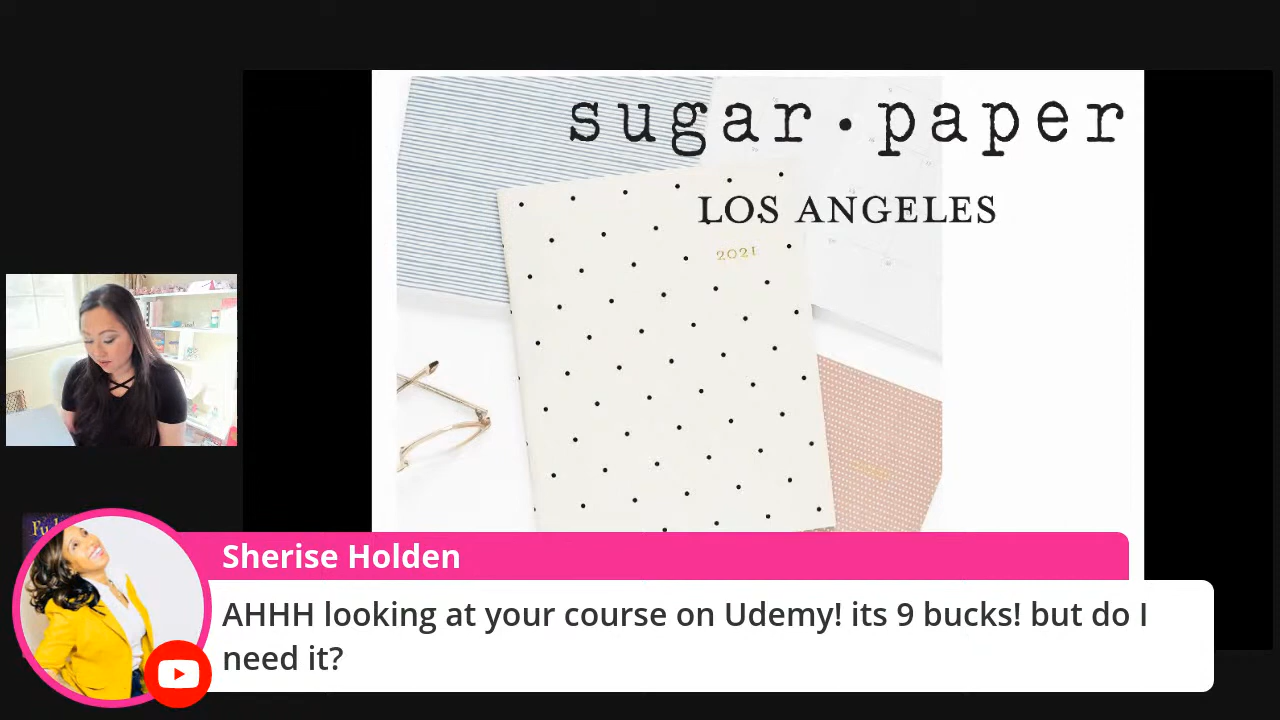 sugar.paper
LOS ANGELES
2021
Sherise Holden
AHHH looking at your course on Udemy! its 9 bucks! but do I
need it?